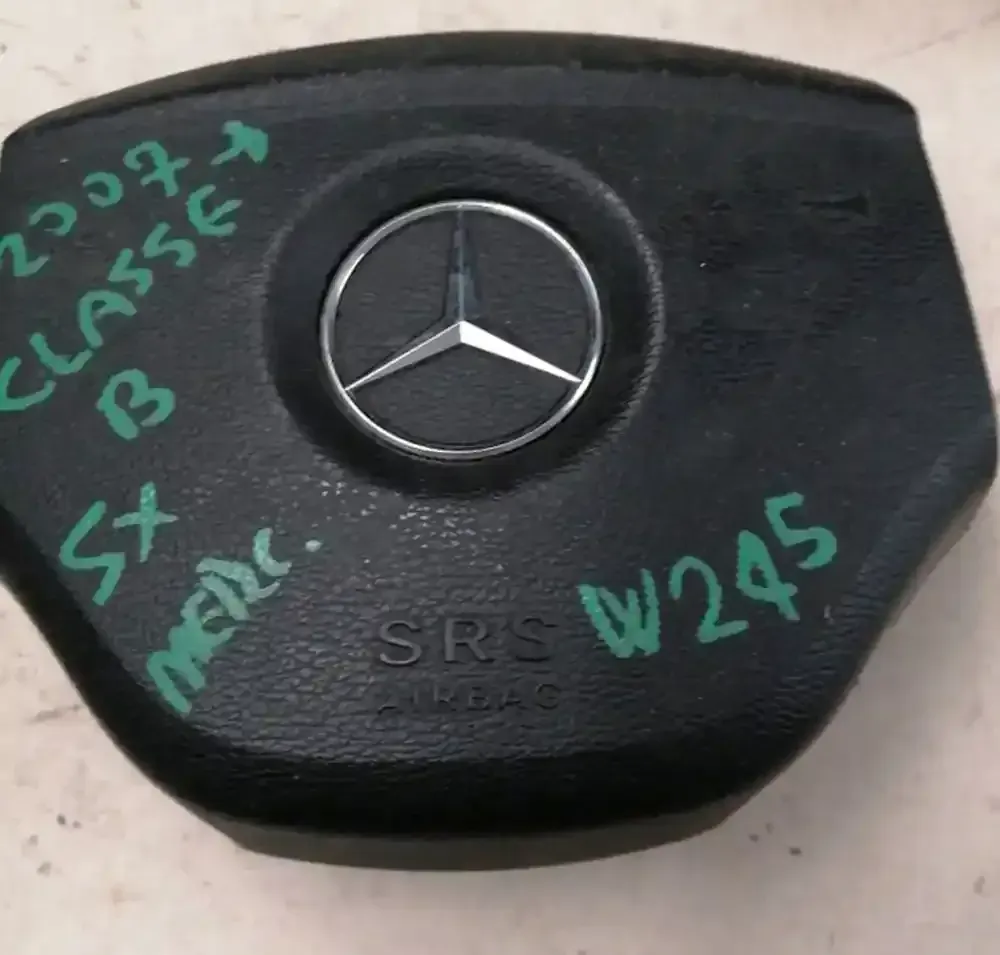 2007 →
CLASSE
B
SX
MERC.
W245
SRS
AIRBAG